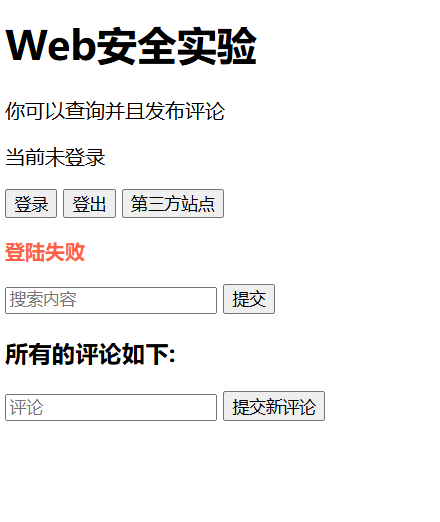 Web安全实验
你可以查询并且发布评论
当前未登录
登录 登出 第三方站点
登陆失败
搜索内容 提交
所有的评论如下:
评论 提交新评论